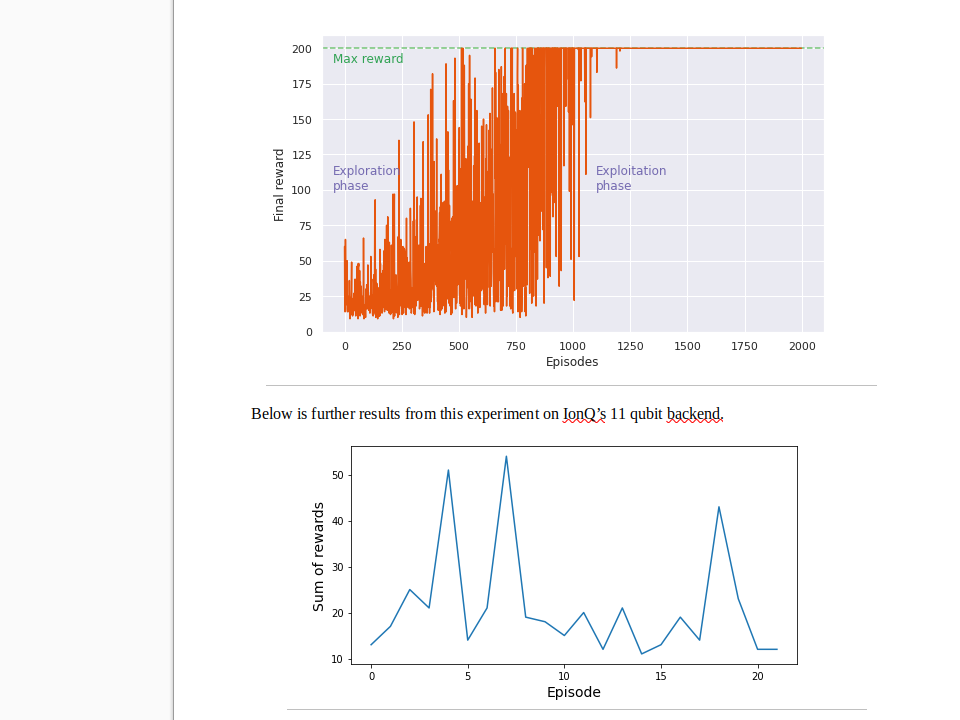 200
Max reward
175
150
125
Exploration
phase
Exploitation
phase
100
75
50
25
0
Final reward
0 250 500 750 1000 1250 1500 1750 2000
Episodes
Below is further results from this experiment on IonQ’s 11 qubit backend.
50
40
30
20
10
Sum of rewards
0 5 10 15 20
Episode